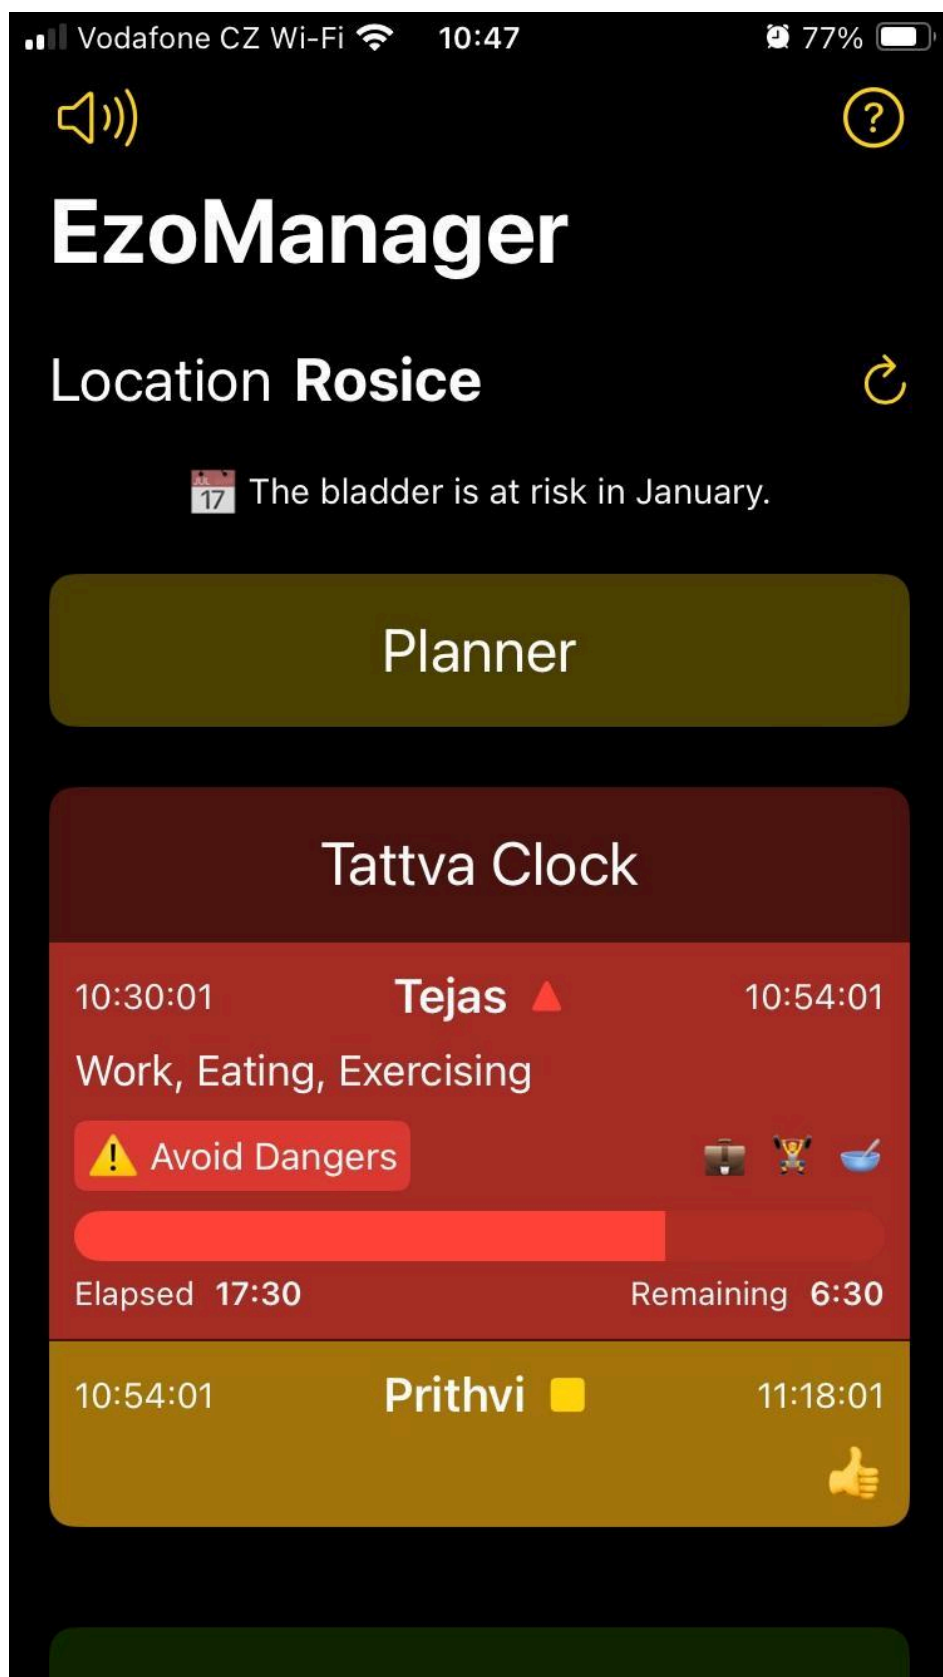 Vodafone CZ Wi-Fi 10:47 77%
?
EzoManager
Location Rosice
JUL
17
The bladder is at risk in January.
Planner
Tattva Clock
10:30:01 Tejas 10:54:01
Work, Eating, Exercising
Avoid Dangers
Elapsed 17:30 Remaining 6:30
10:54:01 Prithvi 11:18:01